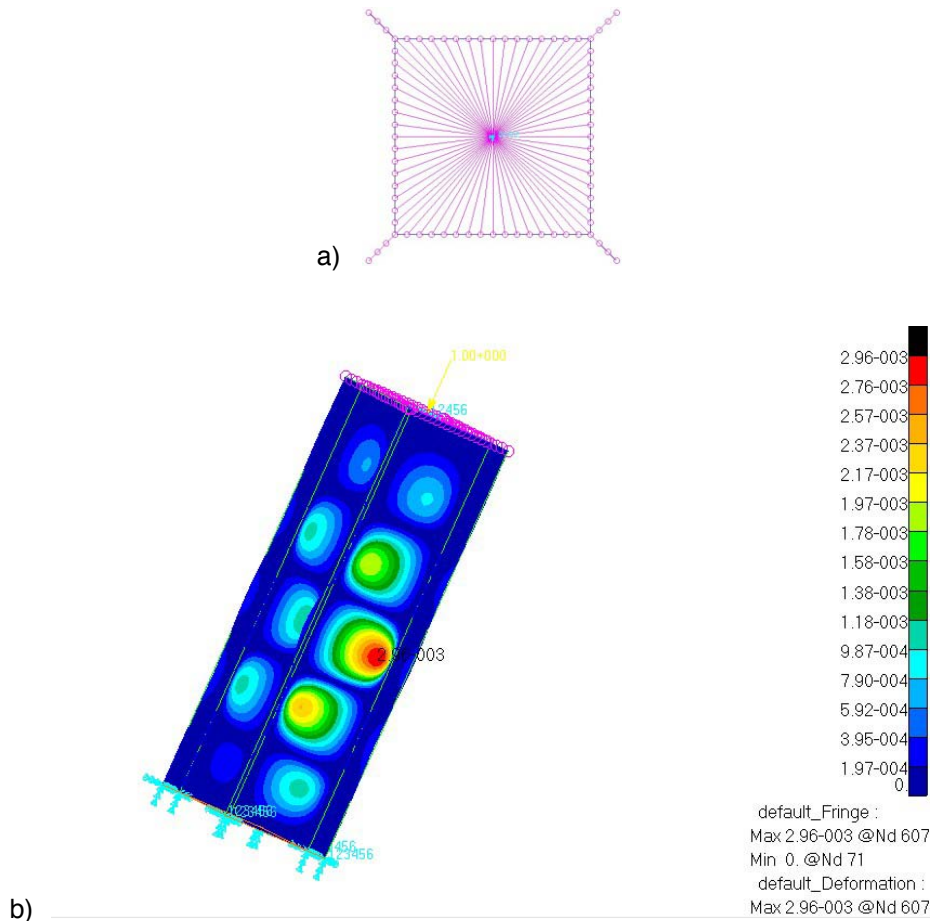 a)
1.00+000
2.96-003
2.76-003
2.57-003
2.37-003
2.17-003
1.97-003
1.78-003
1.58-003
1.38-003
1.18-003
9.87-004
7.90-004
5.92-004
3.95-004
1.97-004
0.
2.96-003
123456
default_Fringe :
Max 2.96-003 @Nd 607
Min 0. @Nd 71
default_Deformation :
Max 2.96-003 @Nd 607
b)